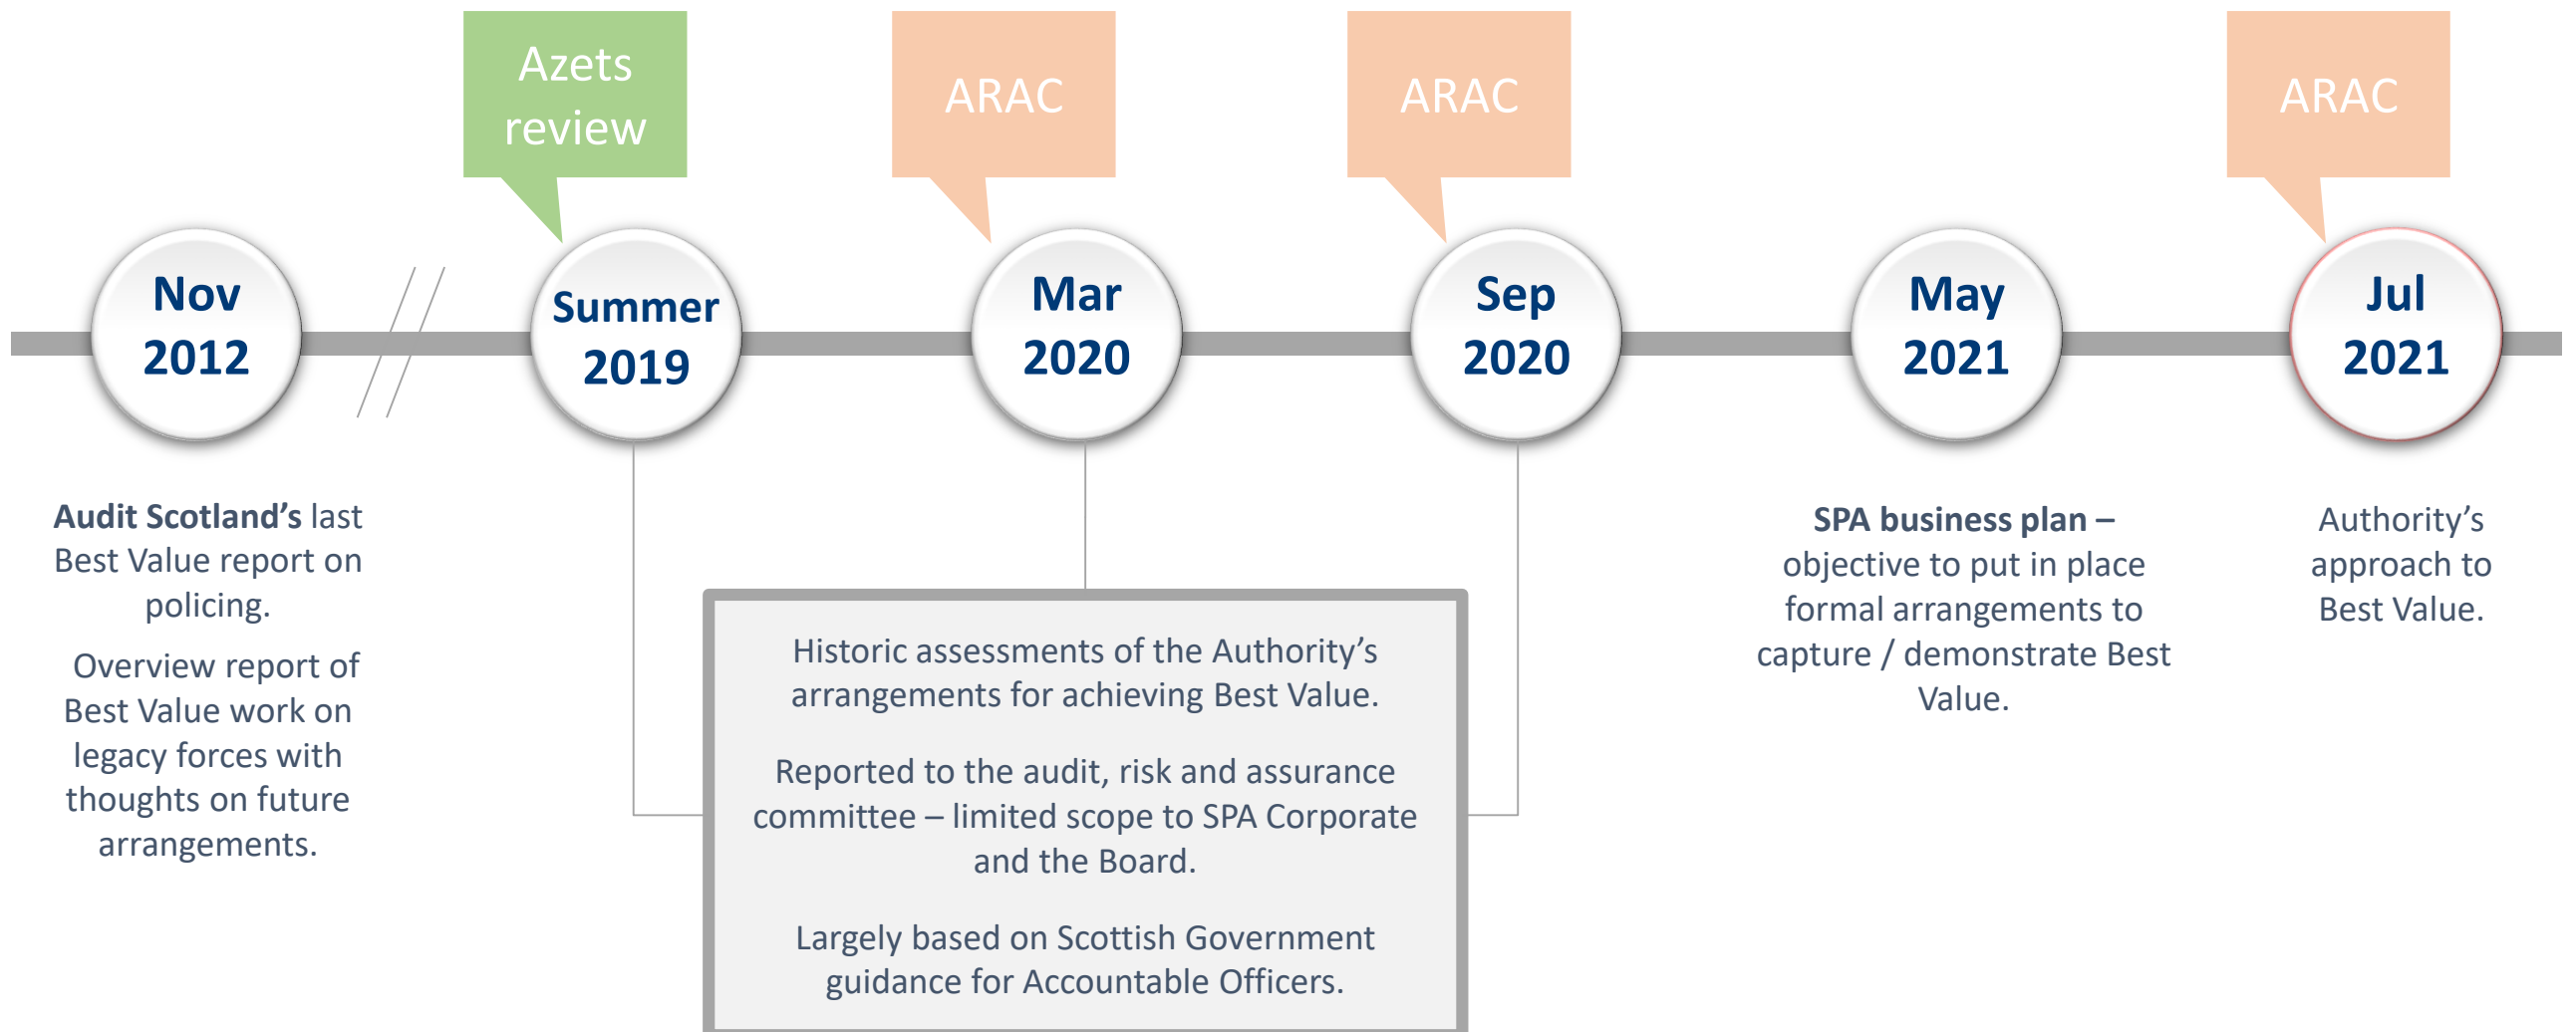 Azets
review
ARAC
ARAC
ARAC
Nov
2012
Summer
2019
Mar
2020
Sep
2020
May
2021
Jul
2021
Audit Scotland’s last
Best Value report on
policing.
Overview report of
Best Value work on
legacy forces with
thoughts on future
arrangements.
Historic assessments of the Authority’s
arrangements for achieving Best Value.
Reported to the audit, risk and assurance
committee – limited scope to SPA Corporate
and the Board.
Largely based on Scottish Government
guidance for Accountable Officers.
SPA business plan –
objective to put in place
formal arrangements to
capture / demonstrate Best
Value.
Authority’s
approach to
Best Value.